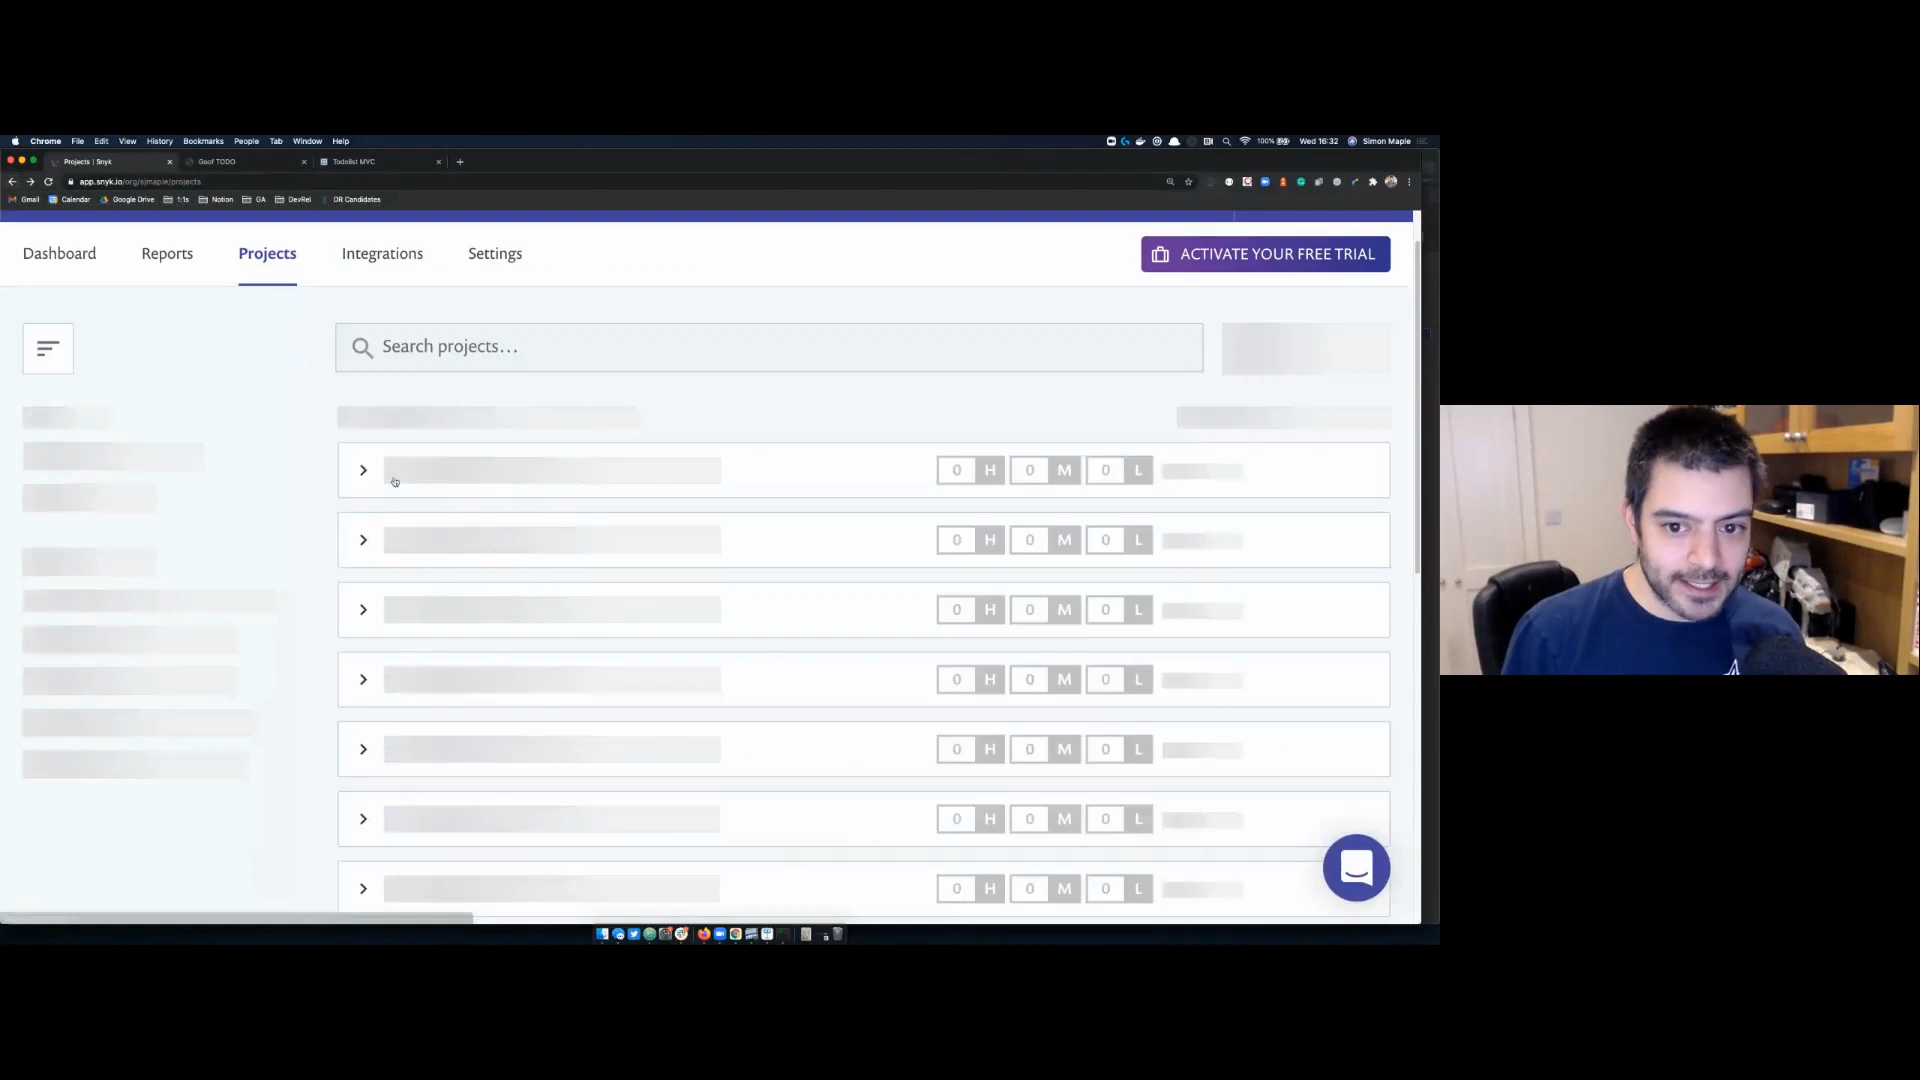 Chrome File Edit View History Bookmarks People Tab Window Help 100% Wed 16:32 Simon Maple
Projects | Snyk Goof TODO Todolist MVC
app.snyk.io/org/sjmaple/projects
Gmail Calendar Google Drive 1:1s Notion GA DevRel DR Candidates
Dashboard Reports Projects Integrations Settings ACTIVATE YOUR FREE TRIAL
Search projects...
0 H 0 M 0 L
0 H 0 M 0 L
0 H 0 M 0 L
0 H 0 M 0 L
0 H 0 M 0 L
0 H 0 M 0 L
0 H 0 M 0 L